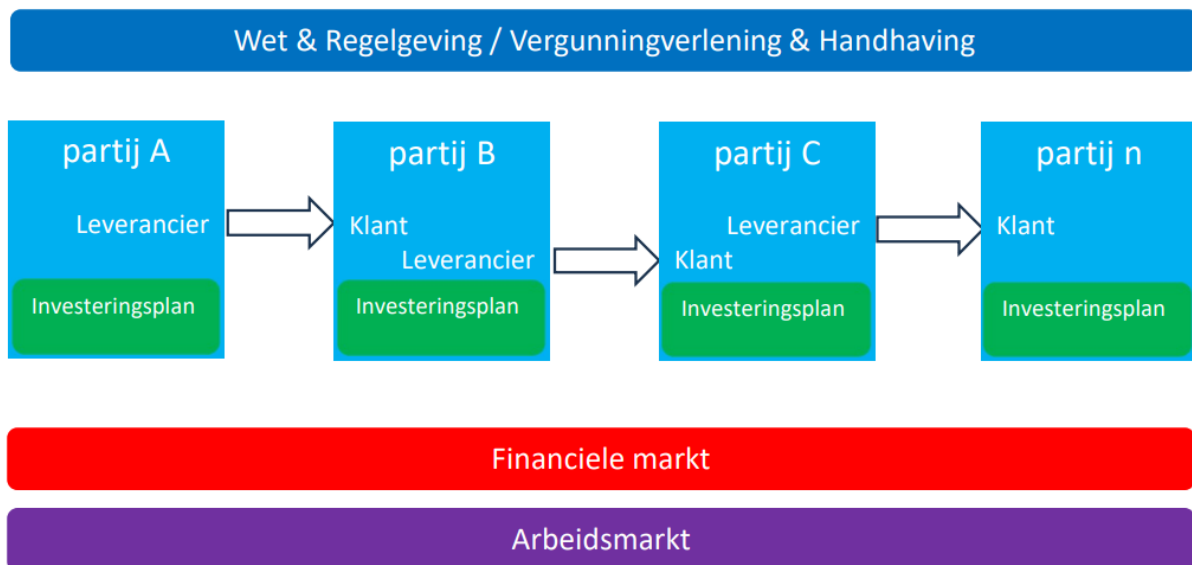 Wet & Regelgeving / Vergunningverlening & Handhaving
partij A
Leverancier
Investeringsplan
partij B
Klant
Leverancier
Investeringsplan
partij C
Leverancier
Klant
Investeringsplan
partij n
Klant
Investeringsplan
Financiele markt
Arbeidsmarkt